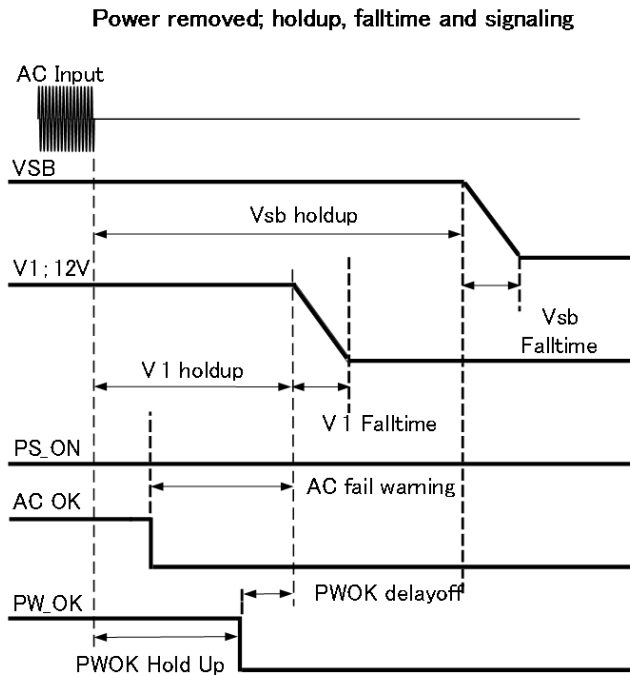 Power removed; holdup, falltime and signaling
AC Input
VSB
Vsb holdup
V1 ; 12V
Vsb
Falltime
V 1 holdup
V 1 Falltime
PS_ON
AC fail warning
AC OK
PWOK delayoff
PW_OK
PWOK Hold Up